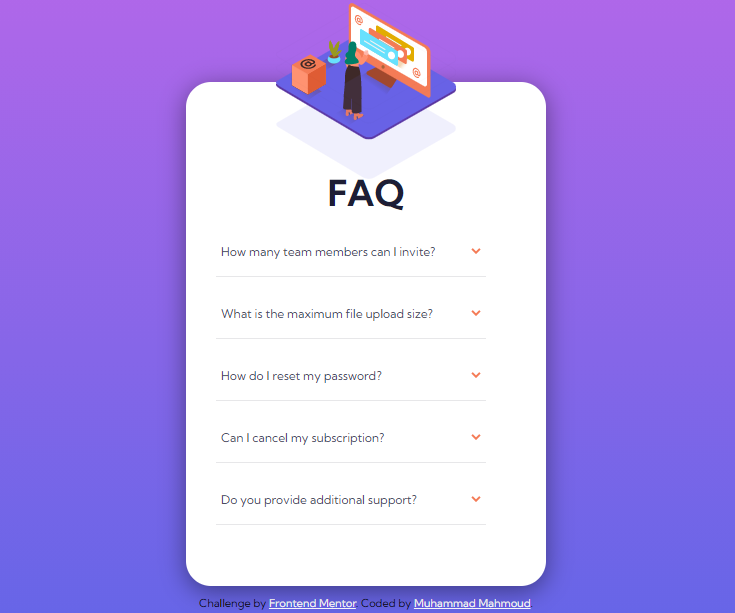 FAQ
How many team members can I invite?
What is the maximum file upload size?
How do I reset my password?
Can I cancel my subscription?
Do you provide additional support?
Challenge by Frontend Mentor. Coded by Muhammad Mahmoud.